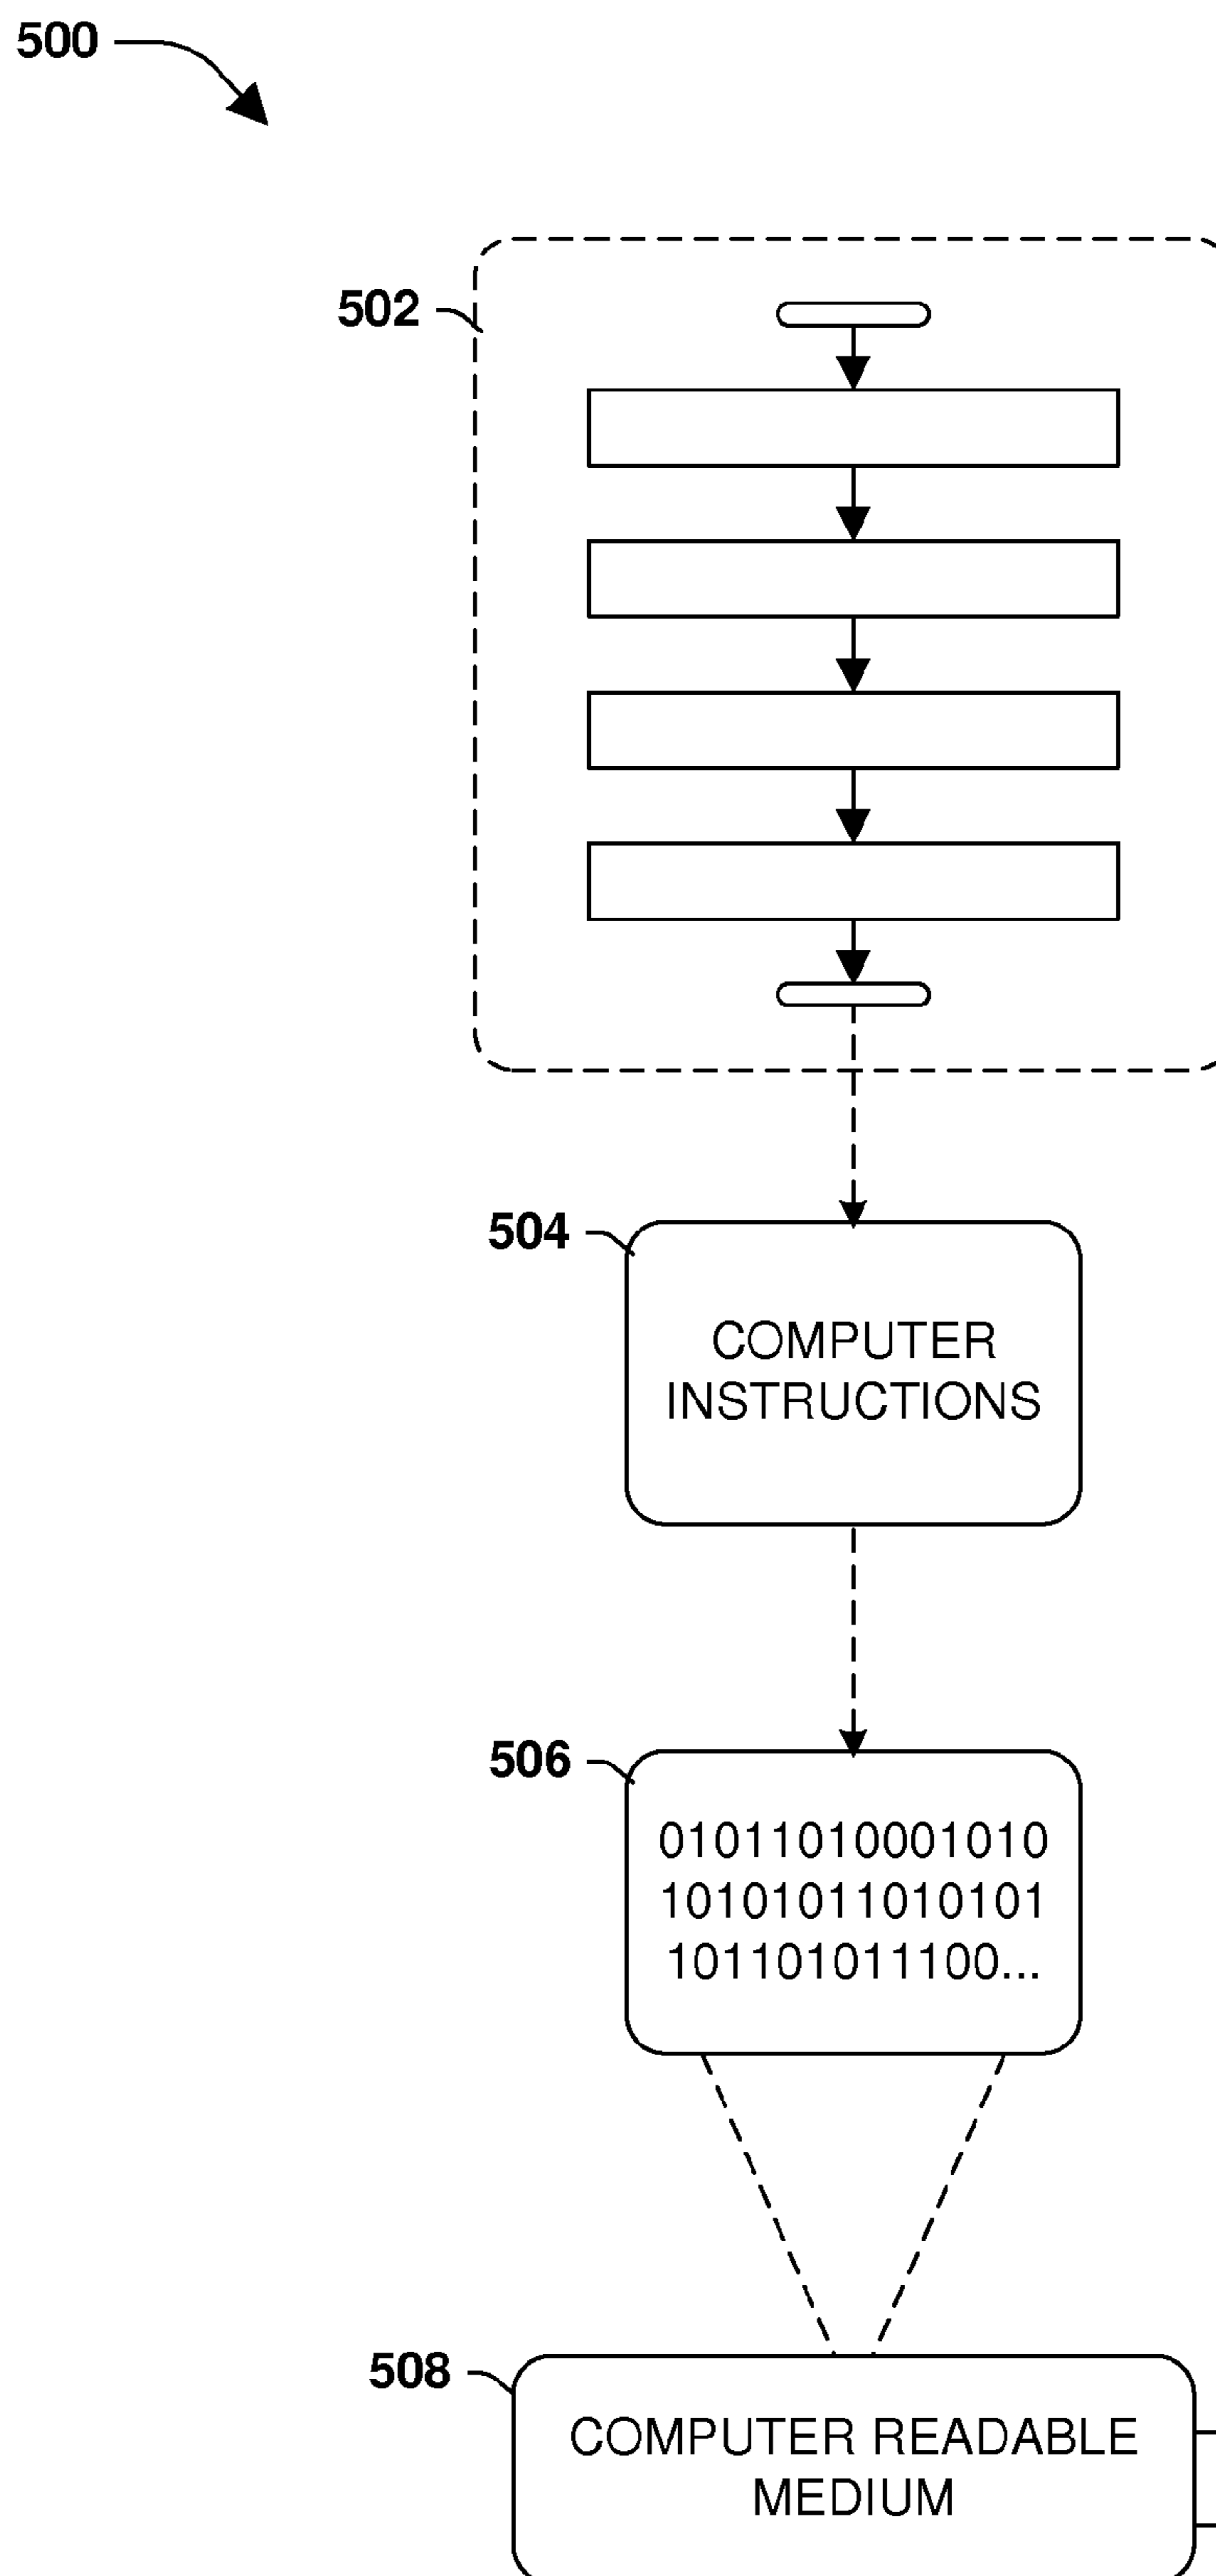 500
502
504
COMPUTER
INSTRUCTIONS
506
01011010001010
10101011010101
101101011100...
508
COMPUTER READABLE
MEDIUM